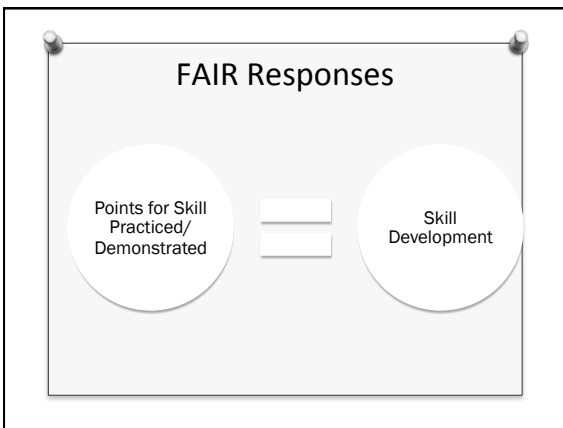 FAIR Responses
Points for Skill
Practiced/
Demonstrated
Skill
Development